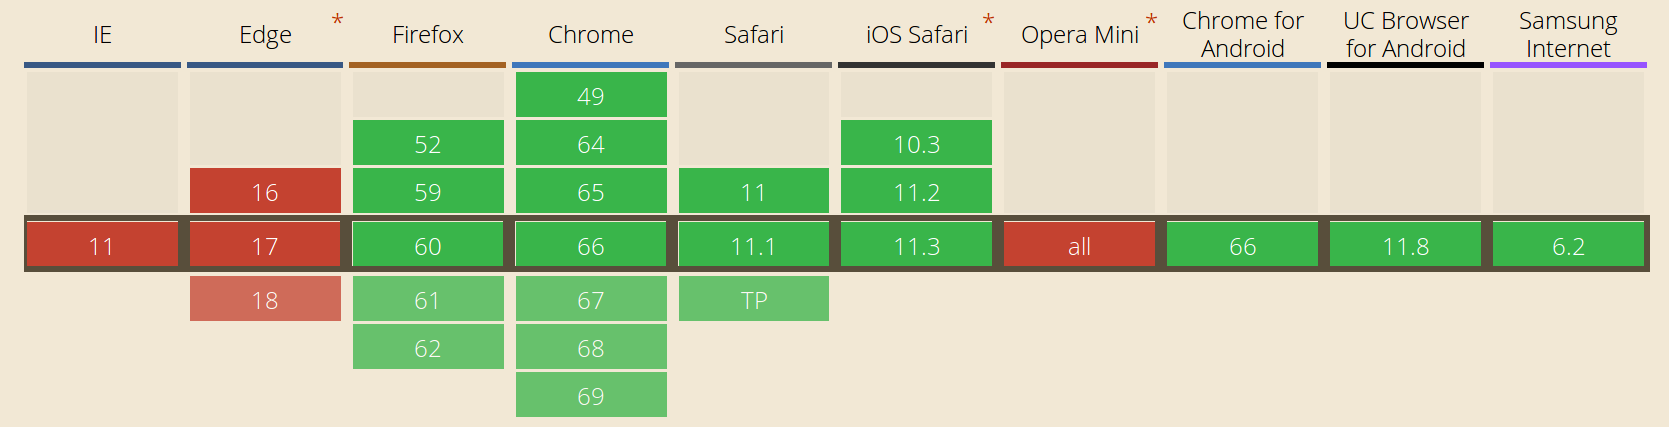 IE Edge * Firefox Chrome Safari iOS Safari * Opera Mini * Chrome for Android UC Browser for Android Samsung Internet
49
52 64 10.3
16 59 65 11 11.2
11 17 60 66 11.1 11.3 all 66 11.8 6.2
18 61 67 TP
62 68
69